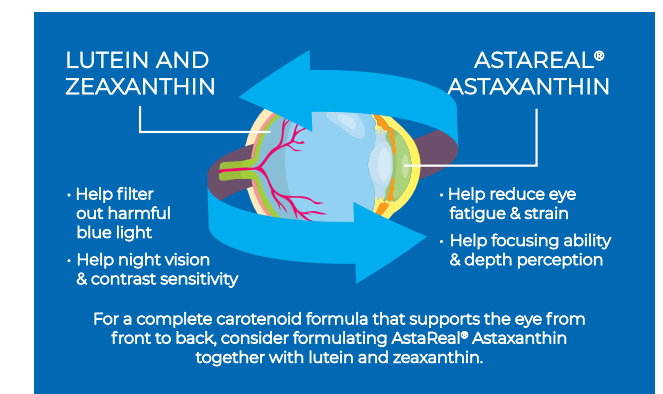 LUTEIN AND
ZEAXANTHIN
ASTAREAL®
ASTAXANTHIN
· Help filter
out harmful
blue light
· Help night vision
& contrast sensitivity
· Help reduce eye
fatigue & strain
· Help focusing ability
& depth perception
For a complete carotenoid formula that supports the eye from
front to back, consider formulating AstaReal® Astaxanthin
together with lutein and zeaxanthin.